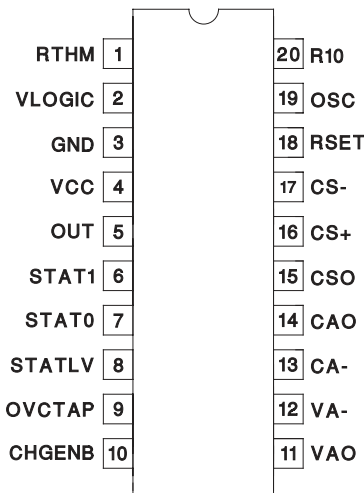 RTHM 1 20 R10
VLOGIC 2 19 OSC
GND 3 18 RSET
VCC 4 17 CS-
OUT 5 16 CS+
STAT1 6 15 CSO
STAT0 7 14 CAO
STATLV 8 13 CA-
OVCTAP 9 12 VA-
CHGENB 10 11 VAO